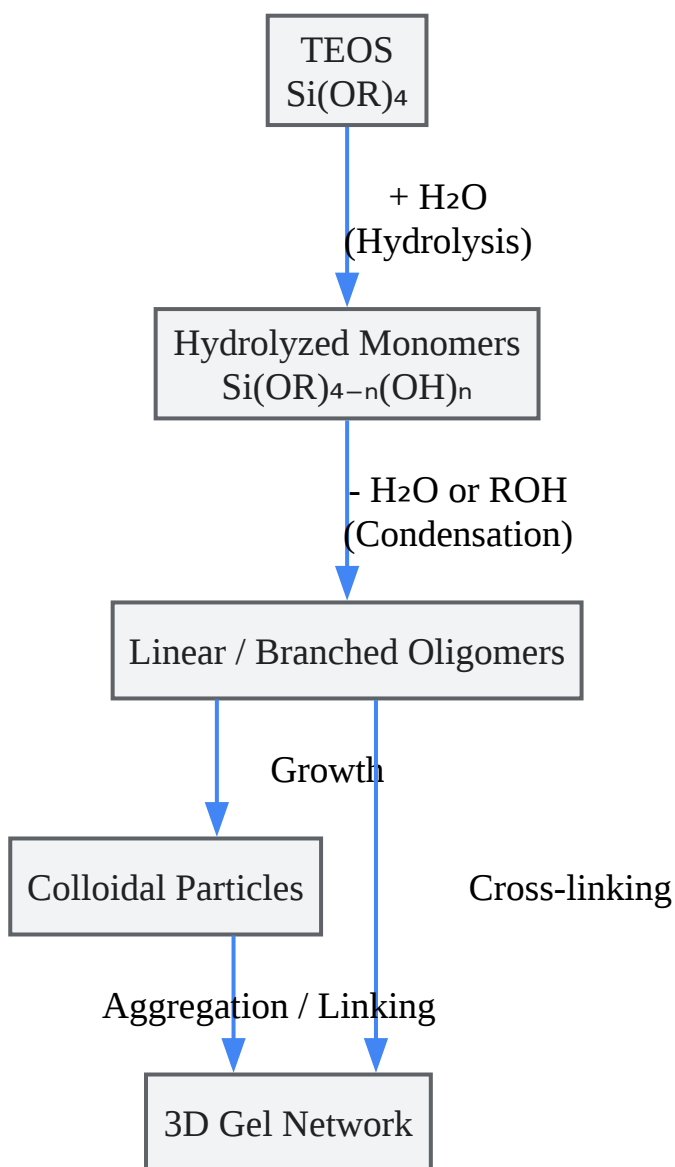 TEOS
Si(OR)₄
+ H₂O
(Hydrolysis)
Hydrolyzed Monomers
Si(OR)₄₋ₙ(OH)ₙ
- H₂O or ROH
(Condensation)
Linear / Branched Oligomers
Growth
Colloidal Particles
Cross-linking
Aggregation / Linking
3D Gel Network